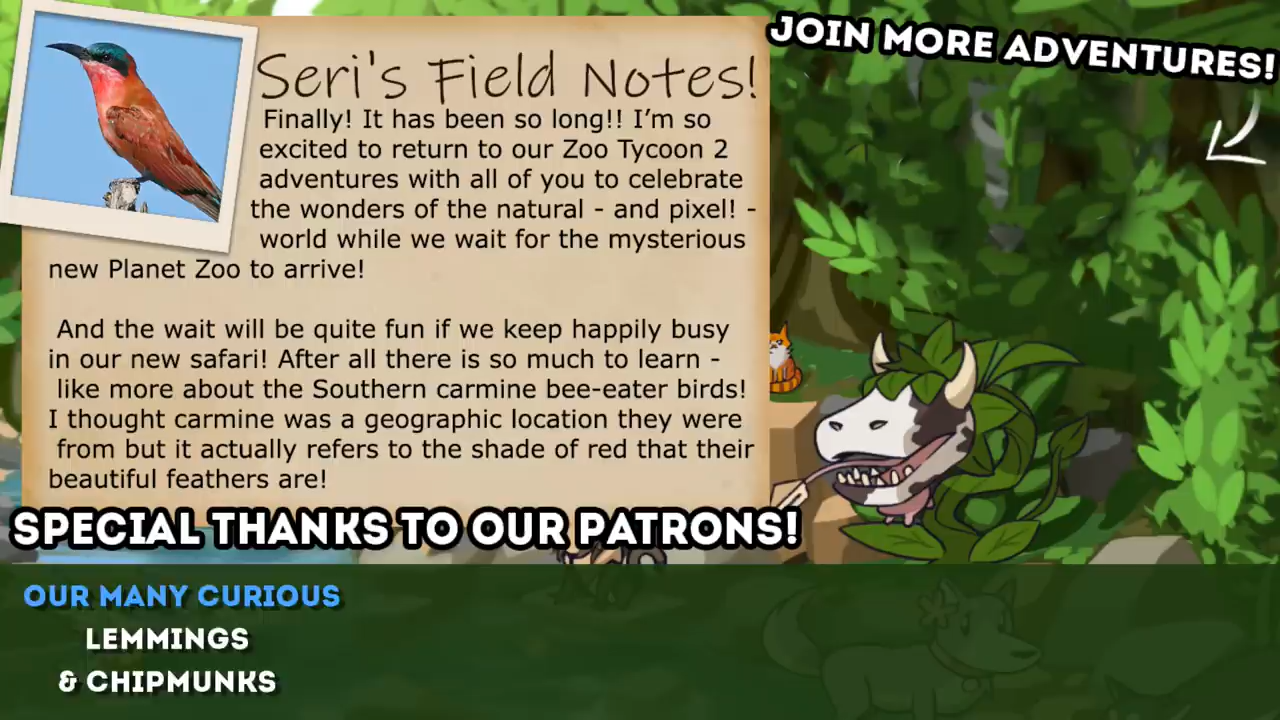 JOIN MORE ADVENTURES!
Seri's Field Notes!
Finally! It has been so long!! I'm so
excited to return to our Zoo Tycoon 2
adventures with all of you to celebrate
the wonders of the natural - and pixel! -
world while we wait for the mysterious
new Planet Zoo to arrive!
And the wait will be quite fun if we keep happily busy
in our new safari! After all there is so much to learn -
like more about the Southern carmine bee-eater birds!
I thought carmine was a geographic location they were
from but it actually refers to the shade of red that their
beautiful feathers are!
SPECIAL THANKS TO OUR PATRONS!
OUR MANY CURIOUS
LEMMINGS
& CHIPMUNKS